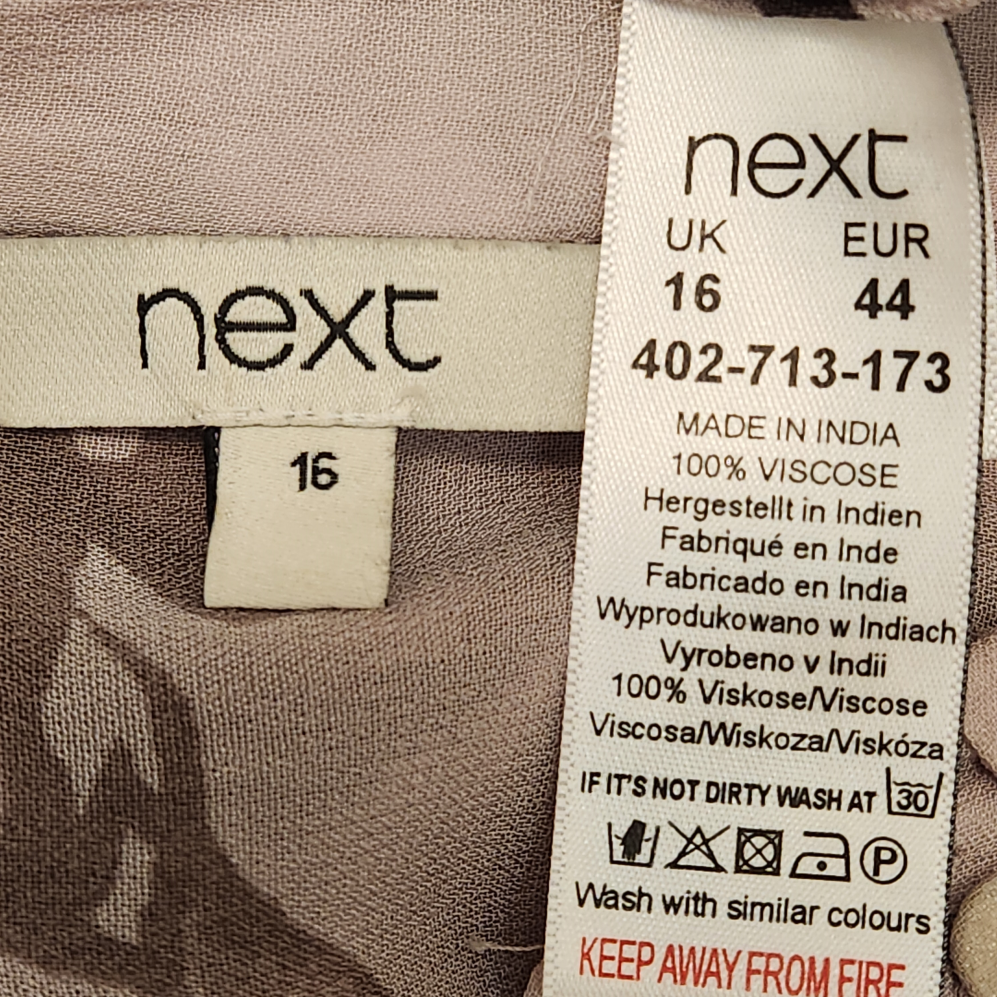 next
16
next
UK EUR
16 44
402-713-173
MADE IN INDIA
100% VISCOSE
Hergestellt in Indien
Fabriqué en Inde
Fabricado en India
Wyprodukowano w Indiach
Vyrobeno v Indii
100% Viskose/Viscose
Viscosa/Wiskoza/Viskóza
IF IT'S NOT DIRTY WASH AT 30
P
Wash with similar colours
KEEP AWAY FROM FIRE